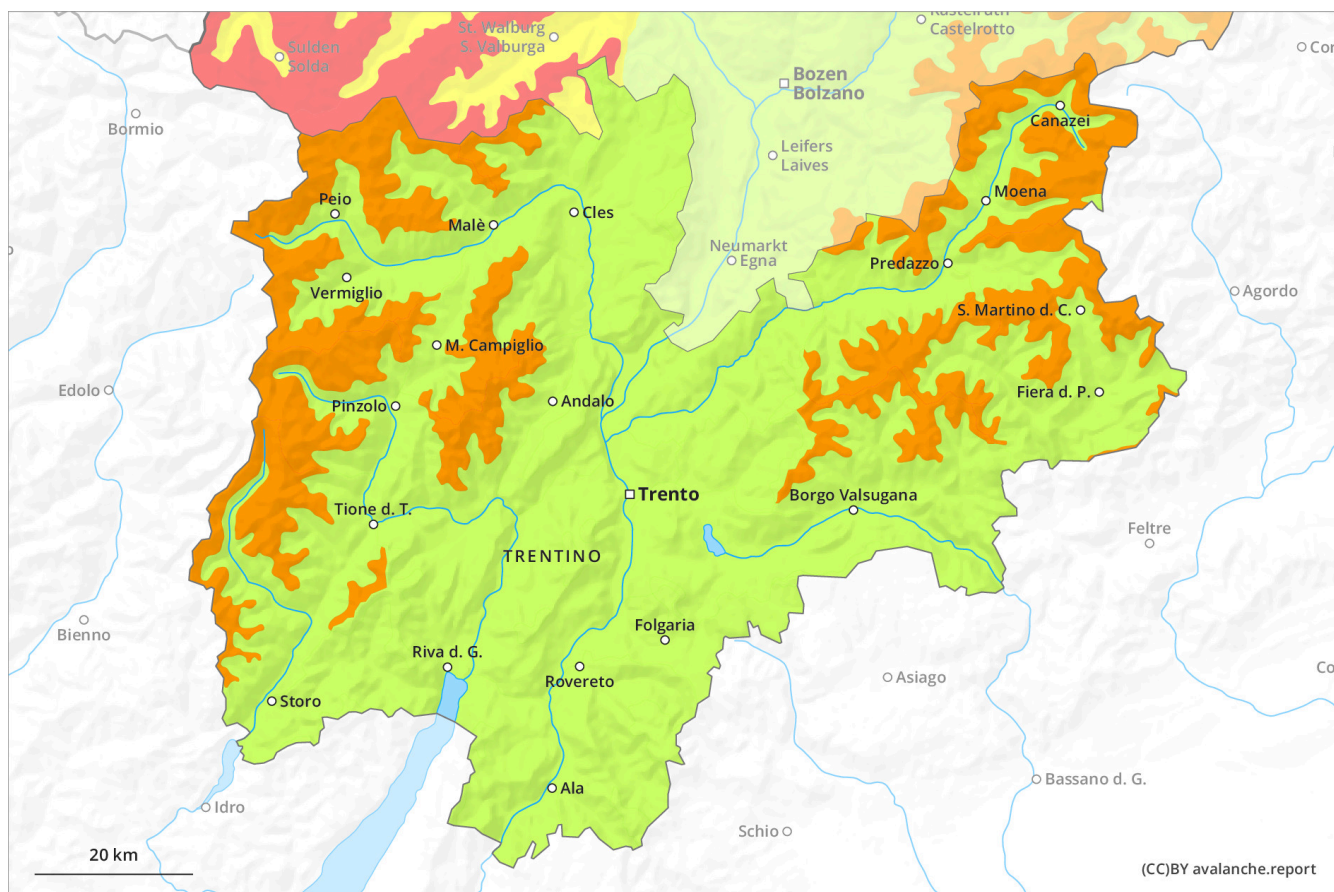 Kastelruth
Castelrotto
St. Walburg
S. Valburga
Sulden
Solda
Cor
Bozen
Bolzano
Bormio
Canazei
Leifers
Laives
Peio
Moena
Malè
Cles
Neumarkt
Egna
Predazzo
Vermiglio
Agordo
S. Martino d. C.
M. Campiglio
Edolo
Fiera d. P.
Pinzolo
Andalo
Trento
Borgo Valsugana
Tione d. T.
Feltre
TRENTINO
Bienno
Folgaria
Riva d. G.
Co
Rovereto
Asiago
Storo
Bassano d. G.
Ala
Idro
Schio
20 km
(CC)BY avalanche.report